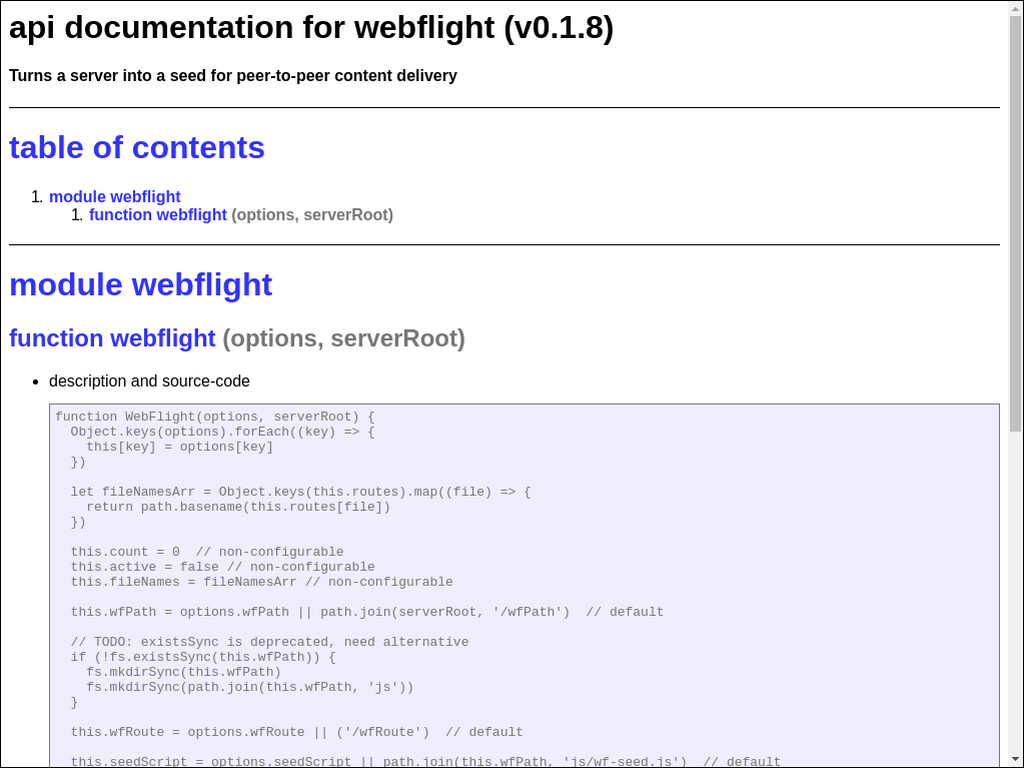 api documentation for webflight (v0.1.8)
Turns a server into a seed for peer-to-peer content delivery
table of contents
1. module webflight
1. function webflight (options, serverRoot)
module webflight
function webflight (options, serverRoot)
• description and source-code
function WebFlight(options, serverRoot) {
  Object.keys(options).forEach((key) => {
    this[key] = options[key]
  })
  let fileNamesArr = Object.keys(this.routes).map((file) => {
    return path.basename(this.routes[file])
  })
  this.count = 0  // non-configurable
  this.active = false // non-configurable
  this.fileNames = fileNamesArr // non-configurable
  this.wfPath = options.wfPath || path.join(serverRoot, '/wfPath')  // default
  // TODO: existsSync is deprecated, need alternative
  if (!fs.existsSync(this.wfPath)) {
    fs.mkdirSync(this.wfPath)
    fs.mkdirSync(path.join(this.wfPath, 'js'))
  }
  this.wfRoute = options.wfRoute || ('/wfRoute')  // default
  this.seedScript = options.seedScript || path.join(this.wfPath, 'js/wf-seed.js')  // default